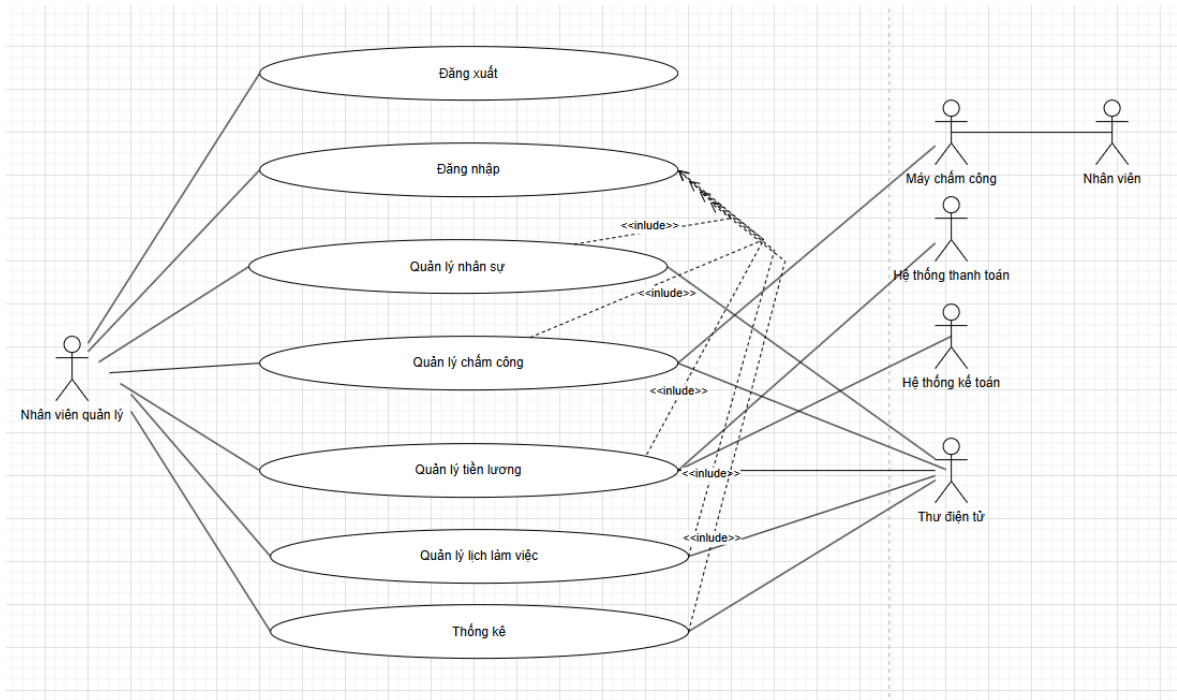 Đăng xuất
Đăng nhập
Máy chấm công
Nhân viên
<<inlude>>
Quản lý nhân sự
Hệ thống thanh toán
<<inlude>>
Quản lý chấm công
Hệ thống kế toán
<<inlude>>
Nhân viên quản lý
Quản lý tiền lương
<<inlude>>
Thư điện tử
<<inlude>>
Quản lý lịch làm việc
Thống kê